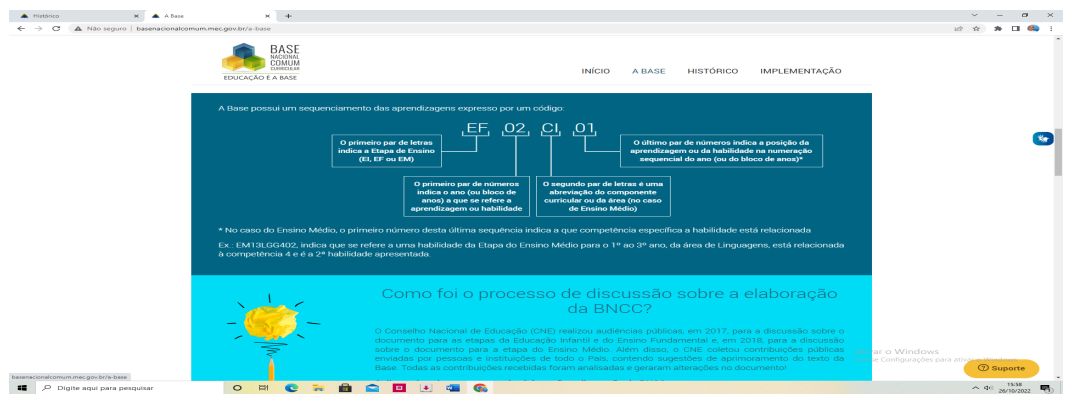 Histórico
A Base
Não seguro
basenacionalcomum.mec.gov.br/a-base
BASE
NACIONAL
COMUM
CURRICULAR
EDUCAÇÃO É A BASE
INÍCIO A BASE HISTÓRICO IMPLEMENTAÇÃO
A Base possui um sequenciamento das aprendizagens expresso por um código:
EF 02 CI 01
O primeiro par de letras
indica a Etapa de Ensino
(EI, EF ou EM)
O último par de números indica a posição da
aprendizagem ou da habilidade na numeração
sequencial do ano (ou do bloco de anos)*
O primeiro par de números
indica o ano (ou bloco de
anos) a que se refere a
aprendizagem ou habilidade
O segundo par de letras é uma
abreviação do componente
curricular ou da área (no caso
de Ensino Médio)
* No caso do Ensino Médio, o primeiro número desta última sequência indica a que competência específica a habilidade está relacionada
Ex.: EM13LGG402, indica que se refere a uma habilidade da Etapa do Ensino Médio para o 1º ao 3º ano, da área de Linguagens, está relacionada
à competência 4 e é a 2ª habilidade apresentada.
Como foi o processo de discussão sobre a elaboração
da BNCC?
O Conselho Nacional de Educação (CNE) realizou audiências públicas, em 2017, para a discussão sobre o
documento para as etapas da Educação Infantil e do Ensino Fundamental e, em 2018, para a discussão
sobre o documento para a etapa do Ensino Médio. Além disso, o CNE coletou contribuições públicas
enviadas por pessoas e instituições de todo o País, contendo sugestões de aprimoramento do texto da
Base. Todas as contribuições recebidas foram analisadas e geraram alterações no documento!
o Windows
Configurações para
Suporte
basenacionalcomum.mec.gov.br/a-base
Digite aqui para pesquisar
15:58
26/10/2022